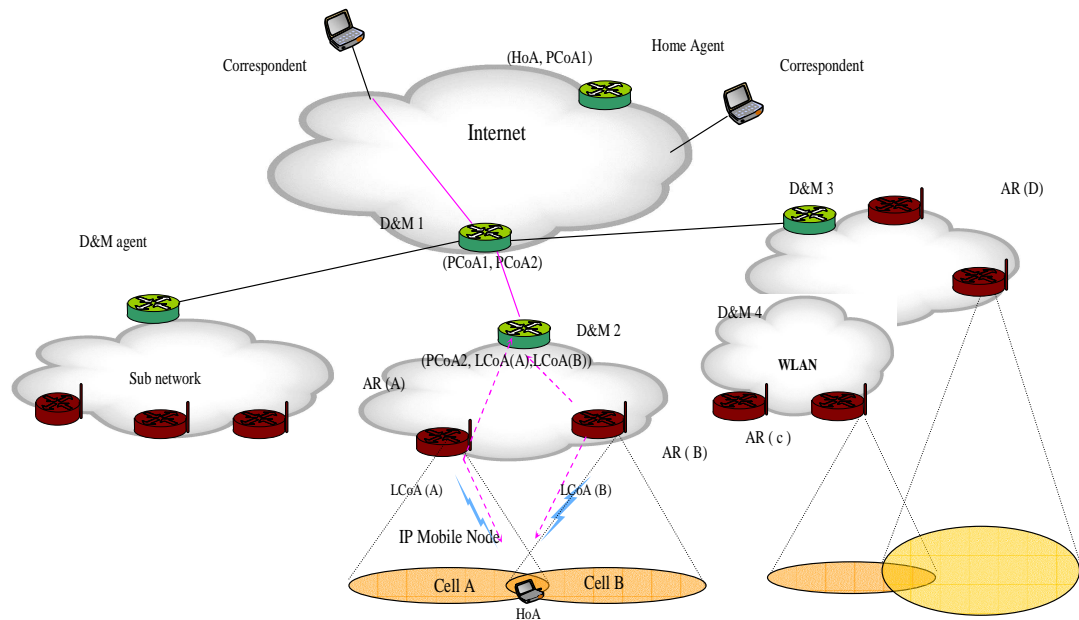 Home Agent
(HoA, PCoA1)
Correspondent
Correspondent
Internet
D&M 3
AR (D)
D&M 1
D&M agent
(PCoA1, PCoA2)
D&M 4
D&M 2
(PCoA2, LCoA(A),LCoA(B))
WLAN
Sub network
AR (A)
AR ( c )
AR ( B)
LCoA (A)
LCoA (B)
IP Mobile Node
Cell A
Cell B
HoA